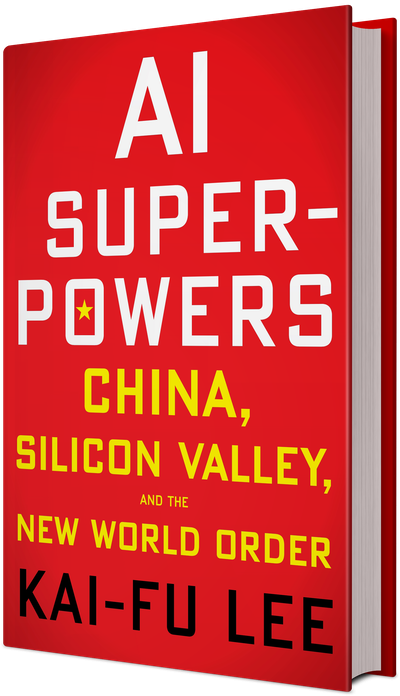 AI
SUPER-
POWERS
CHINA,
SILICON VALLEY,
AND THE
NEW WORLD ORDER
KAI-FU LEE